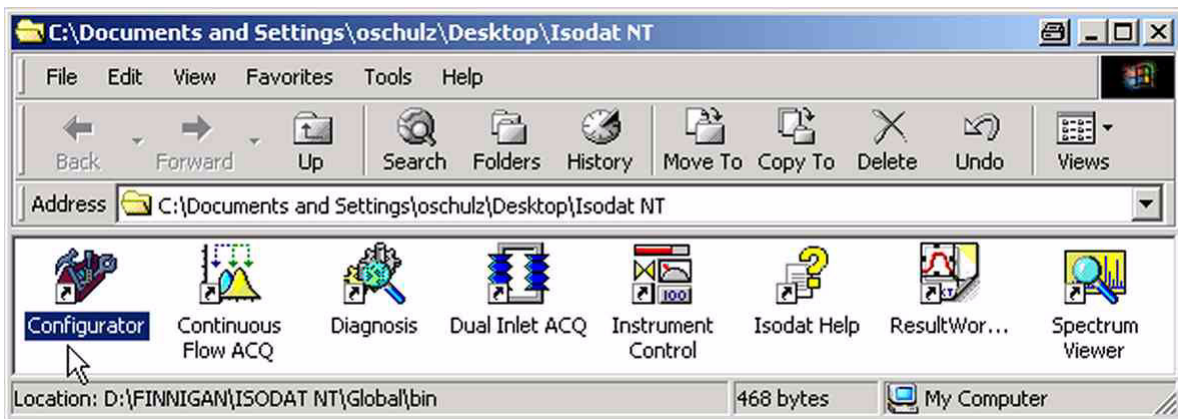 C:\Documents and Settings\oschulz\Desktop\Isodat NT
File Edit View Favorites Tools Help
Back Forward Up Search Folders History Move To Copy To Delete Undo Views
Address C:\Documents and Settings\oschulz\Desktop\Isodat NT
Configurator Continuous Flow ACQ Diagnosis Dual Inlet ACQ Instrument Control Isodat Help ResultWor... Spectrum Viewer
Location: D:\FINNIGAN\ISODAT NT\Global\bin 468 bytes My Computer